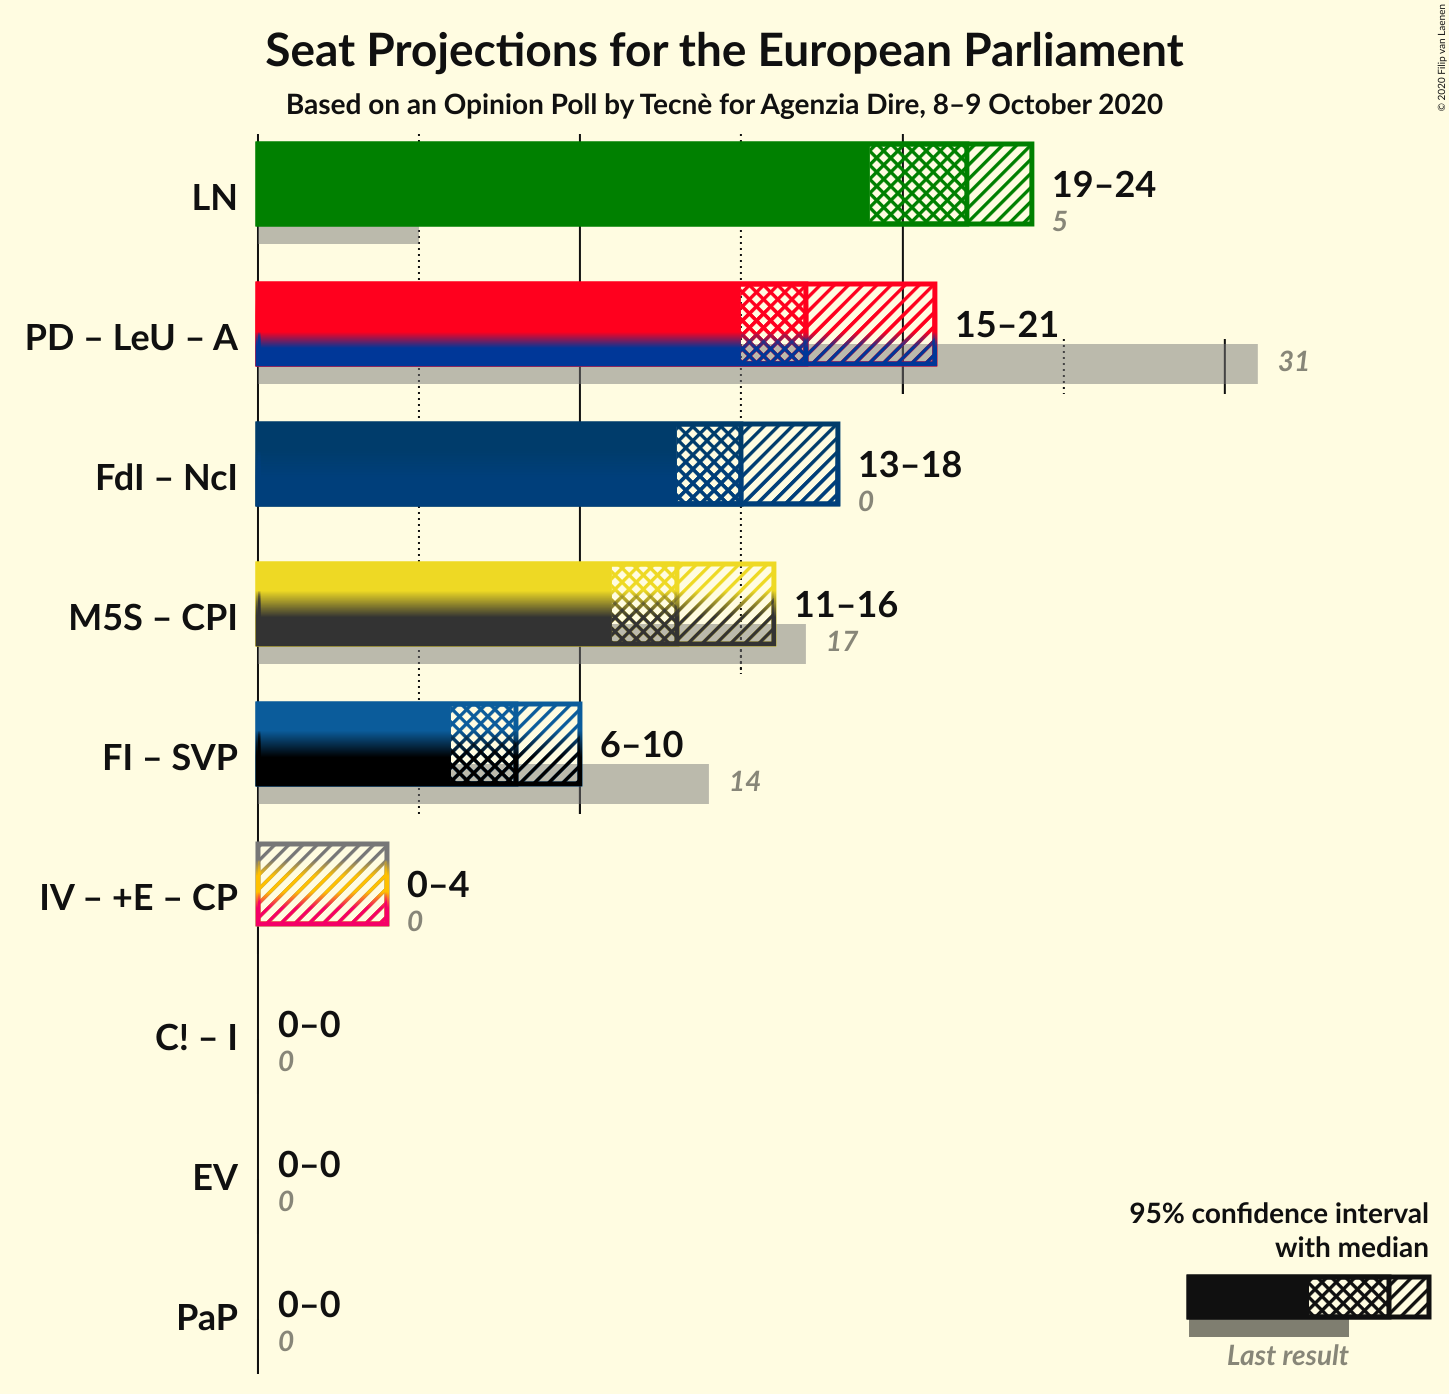 Seat Projections for the European Parliament
Based on an Opinion Poll by Tecnè for Agenzia Dire, 8–9 October 2020
© 2020 Filip van Laenen
LN
19–24
5
PD – LeU – A
15–21
31
FdI – NcI
13–18
0
M5S – CPI
11–16
17
FI – SVP
6–10
14
IV – +E – CP
0–4
0
C! – I
0–0
0
EV
0–0
0
PaP
0–0
0
95% confidence interval
with median
Last result